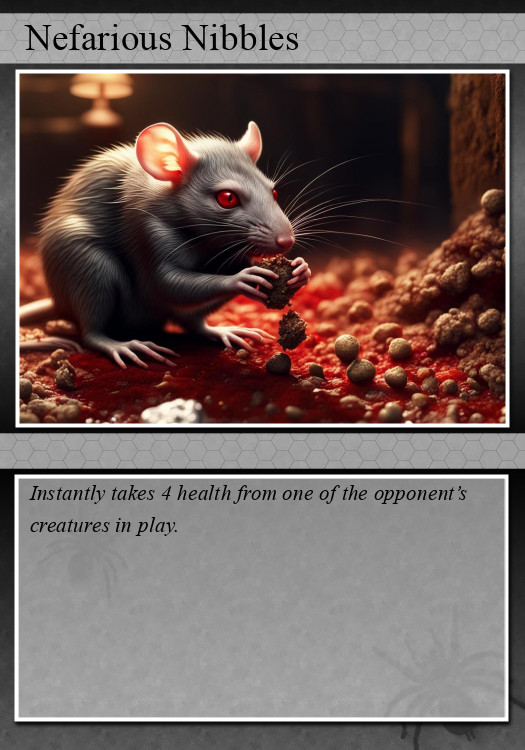 Nefarious Nibbles
Instantly takes 4 health from one of the opponent’s
creatures in play.